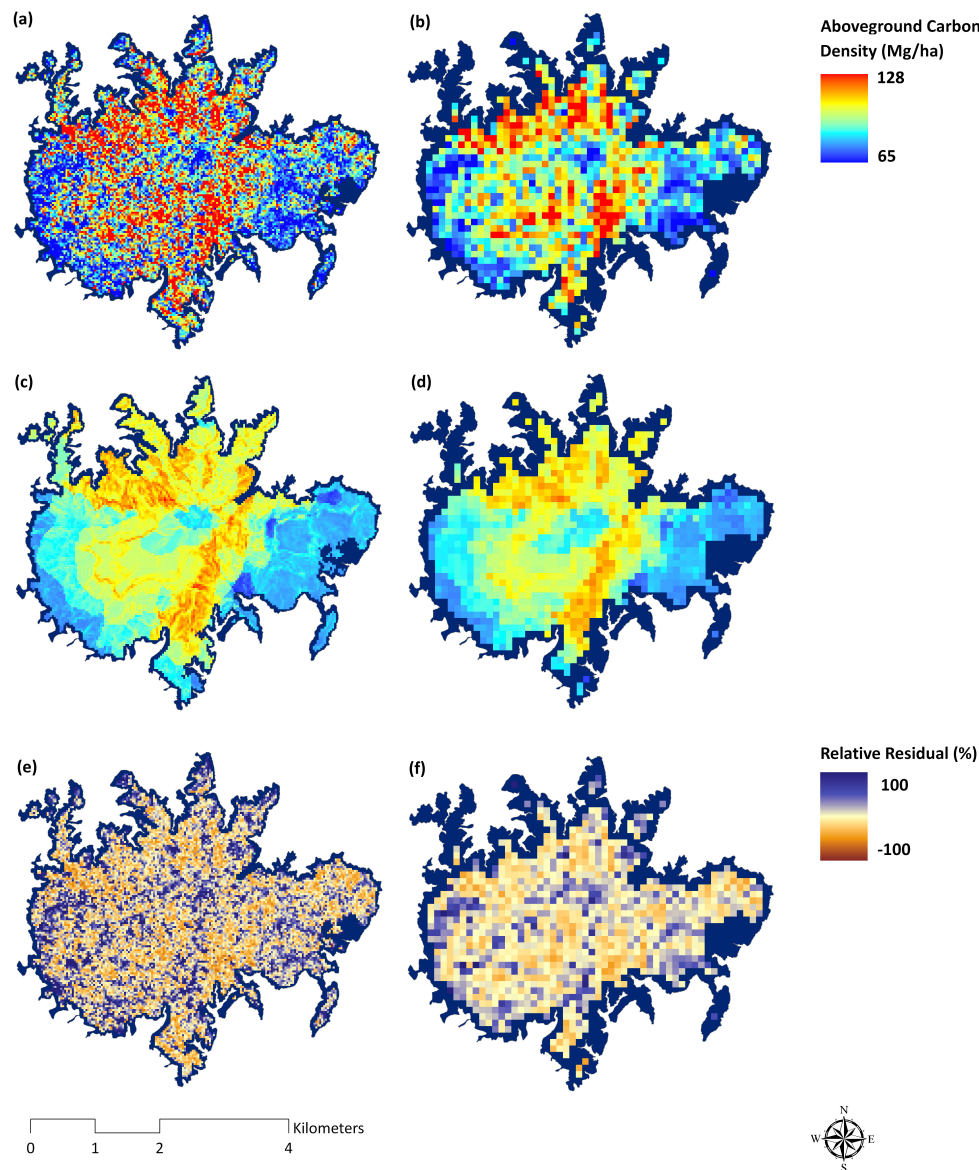 (a)
(b)
Aboveground Carbon
Density (Mg/ha)
128
65
(c)
(d)
(e)
(f)
Relative Residual (%)
100
-100
Kilometers
0 1 2 4
N
W E
S